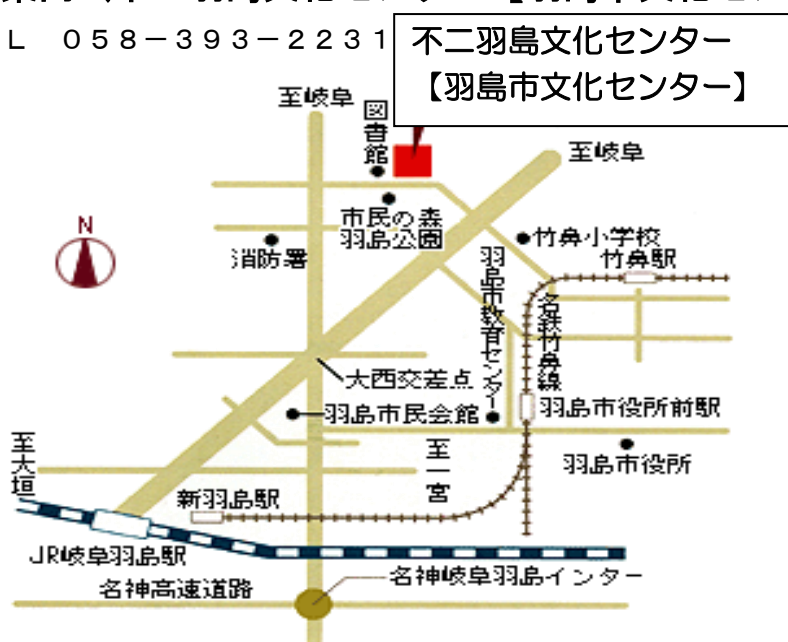 L 058－393－2231
不二羽島文化センター
【羽島市文化センター】
至岐阜
図書館
至岐阜
市民の森
羽島公園
竹鼻小学校
竹鼻駅
N
消防署
羽島市教育センター
名鉄竹鼻線
大西交差点
羽島市民会館
羽島市役所前駅
至大垣
至一宮
羽島市役所
新羽島駅
JR岐阜羽島駅
名神高速道路
名神岐阜羽島インター